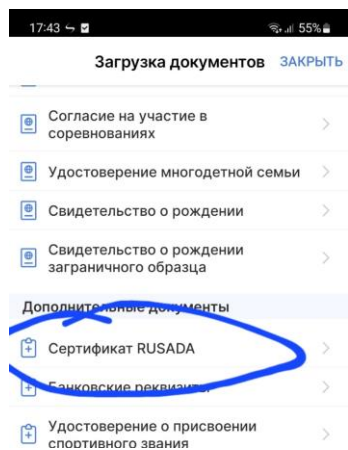 17:43 55%
Загрузка документов ЗАКРЫТЬ
Согласие на участие в
соревнованиях
Удостоверение многодетной семьи
Свидетельство о рождении
Свидетельство о рождении
заграничного образца
Дополнительные документы
Сертификат RUSADA
Банковские реквизиты
Удостоверение о присвоении
спортивного звания